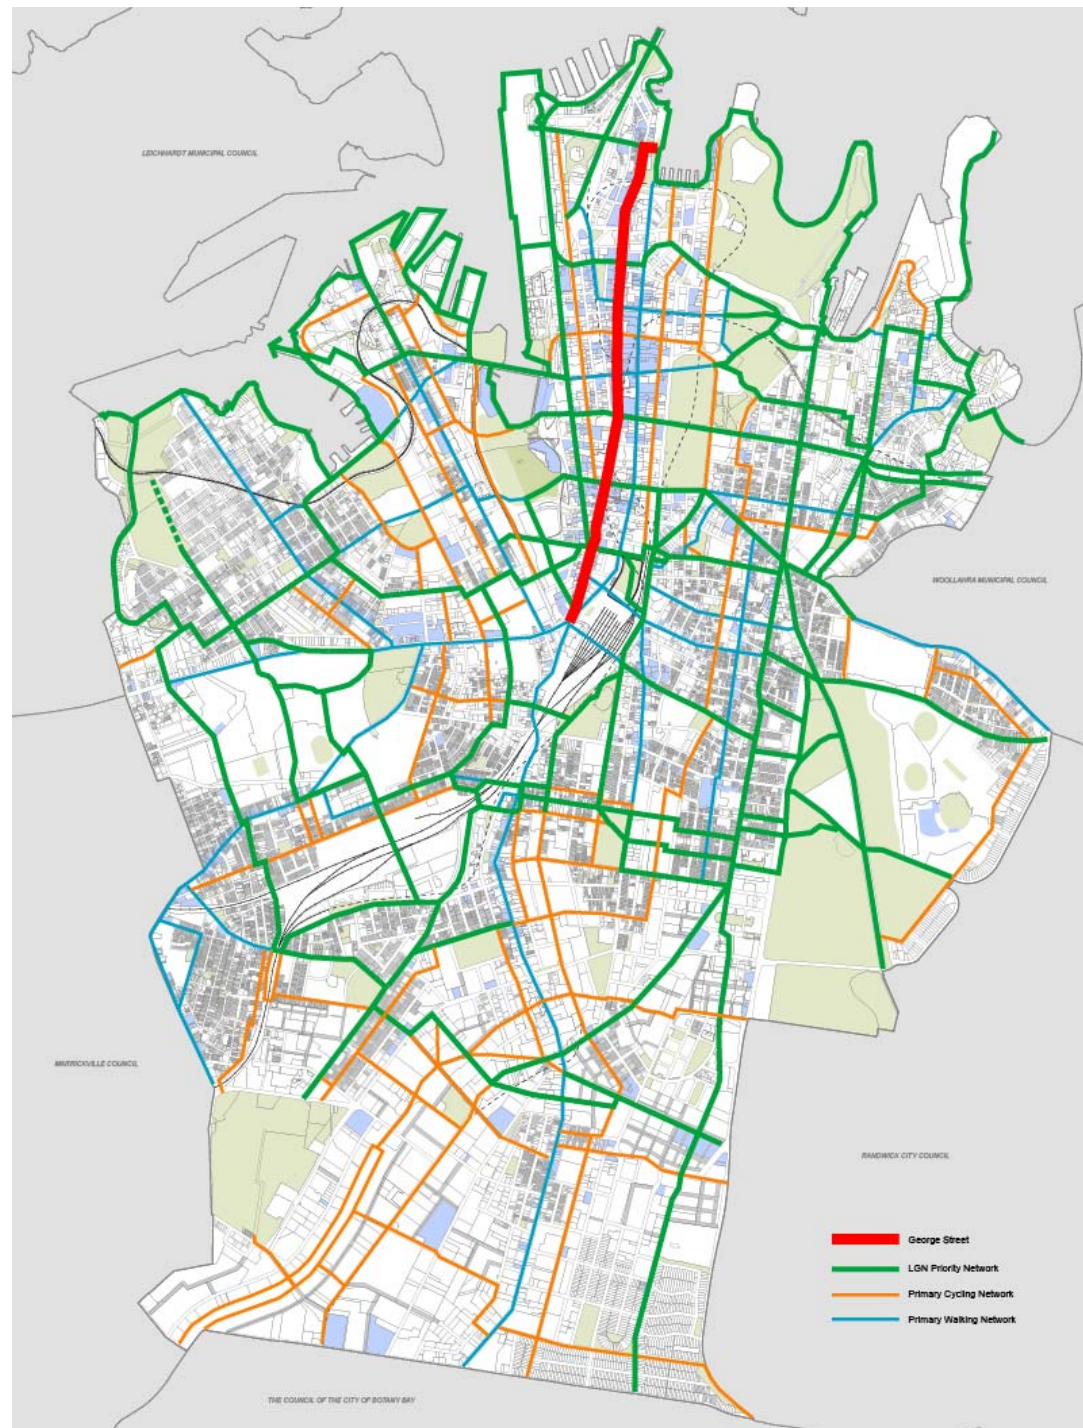 LEICHHARDT MUNICIPAL COUNCIL
WOOLLAHRA MUNICIPAL COUNCIL
MARRICKVILLE COUNCIL
RANDWICK CITY COUNCIL
George Street
LGN Priority Network
Primary Cycling Network
Primary Walking Network
THE COUNCIL OF THE CITY OF BOTANY BAY